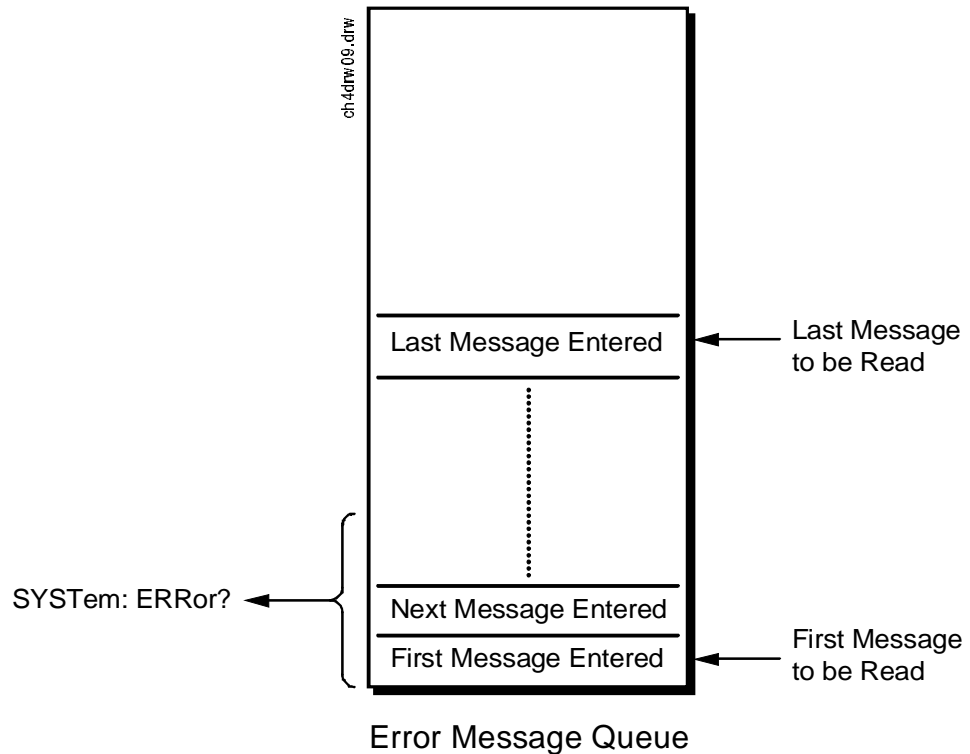 ch4drw09.drw
Last Message Entered
Last Message
to be Read
SYSTem: ERRor?
Next Message Entered
First Message Entered
First Message
to be Read
Error Message Queue